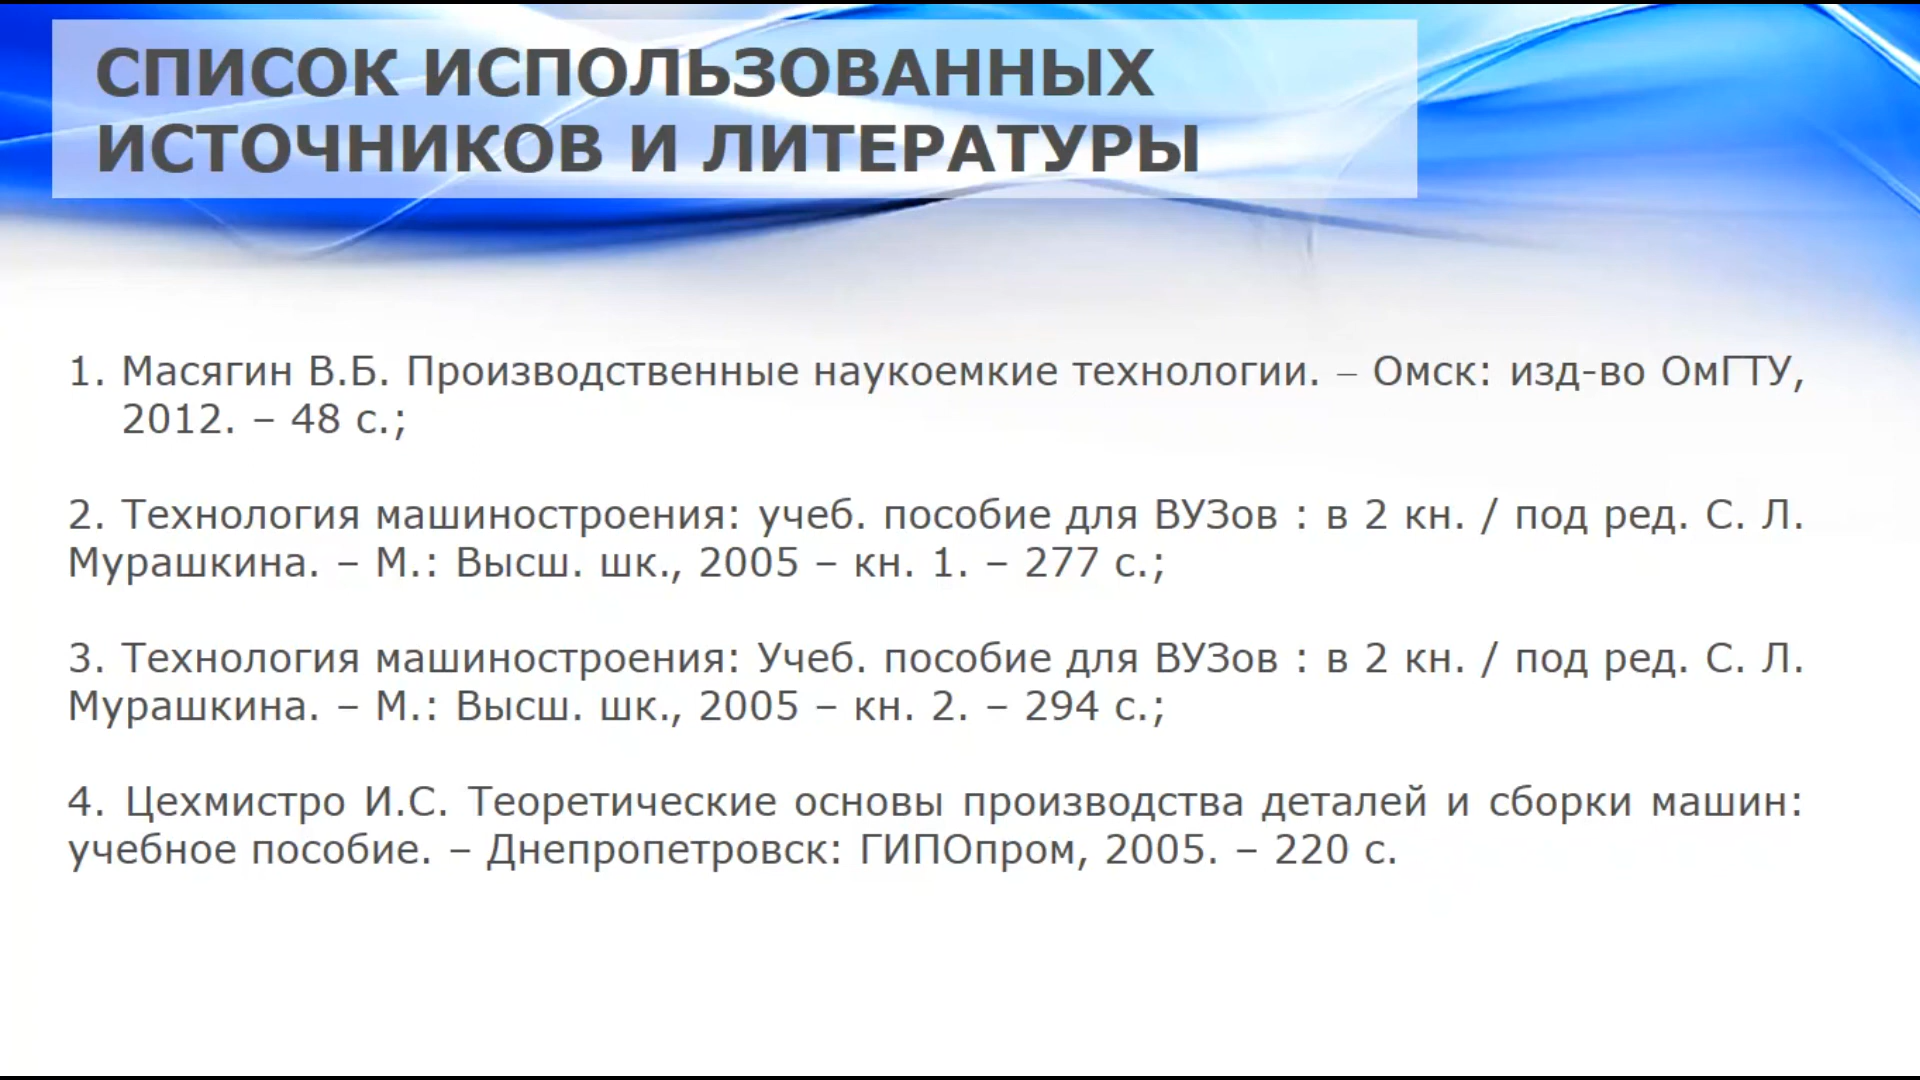 СПИСОК ИСПОЛЬЗОВАННЫХ
ИСТОЧНИКОВ И ЛИТЕРАТУРЫ
1. Масягин В.Б. Производственные наукоемкие технологии. – Омск: изд-во ОмГТУ,
2012. – 48 с.;
2. Технология машиностроения: учеб. пособие для ВУЗов : в 2 кн. / под ред. С. Л.
Мурашкина. – М.: Высш. шк., 2005 – кн. 1. – 277 с.;
3. Технология машиностроения: Учеб. пособие для ВУЗов : в 2 кн. / под ред. С. Л.
Мурашкина. – М.: Высш. шк., 2005 – кн. 2. – 294 с.;
4. Цехмистро И.С. Теоретические основы производства деталей и сборки машин:
учебное пособие. – Днепропетровск: ГИПОпром, 2005. – 220 с.